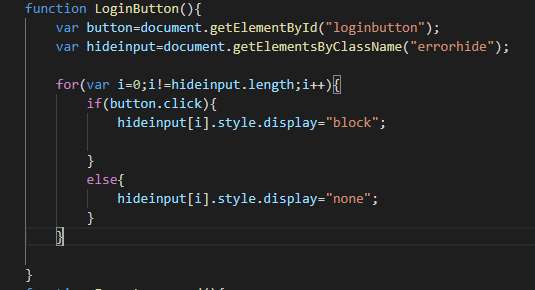 function LoginButton(){
var button=document.getElementById("loginbutton");
var hideinput=document.getElementsByClassName("errorhide");
for(var i=0;i!=hideinput.length;i++){
if(button.click){
hideinput[i].style.display="block";
}
else{
hideinput[i].style.display="none";
}
}
}